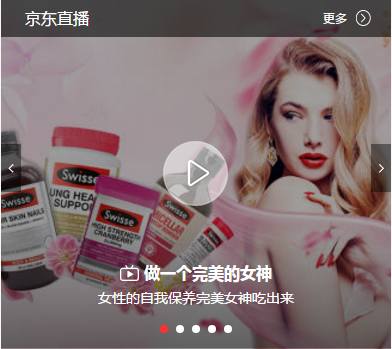 京东直播
更多
Swisse
UNG HEA
SUPPO
Swisse
R SKIN NAILS
Swisse
HIGH STRENGTH
CRANBERRY
Swisse
MICELLAR
做一个完美的女神
女性的自我保养完美女神吃出来